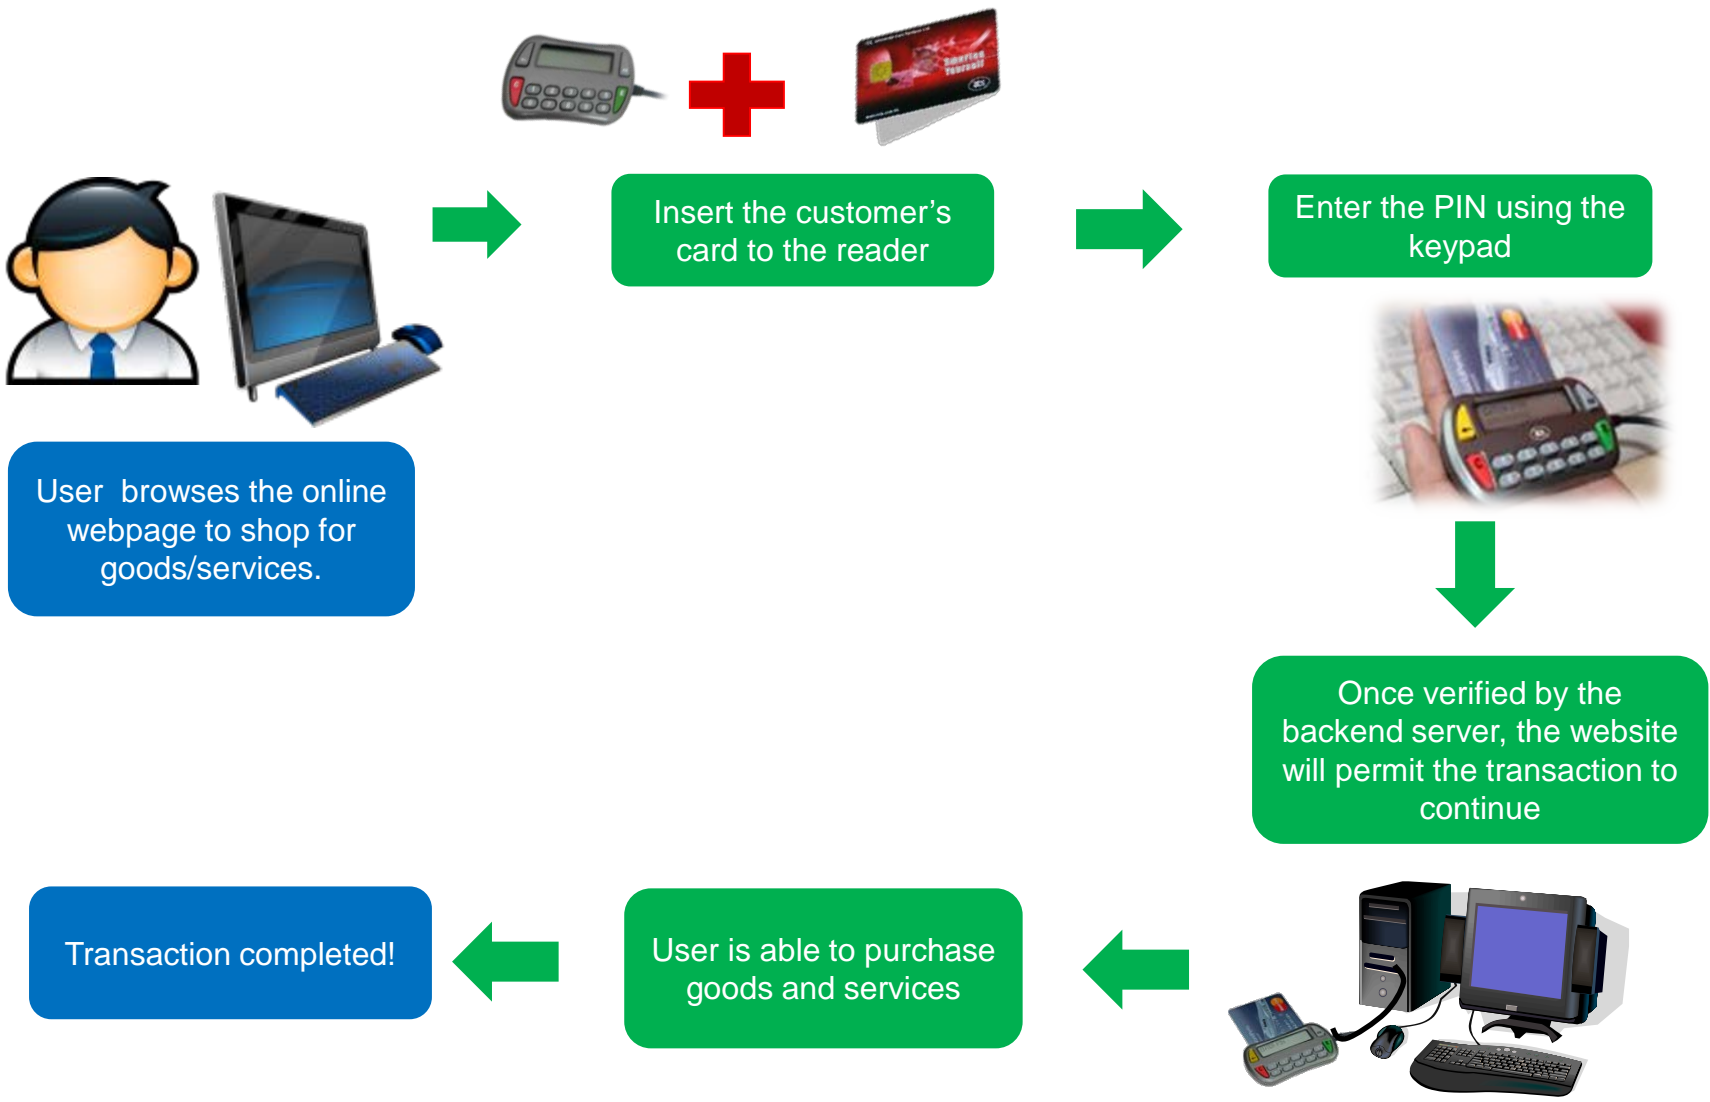 Smarten
Yourself
Insert the customer's
card to the reader
Enter the PIN using the
keypad
User  browses the online
webpage to shop for
goods/services.
Once verified by the
backend server, the website
will permit the transaction to
continue
Transaction completed!
User is able to purchase
goods and services